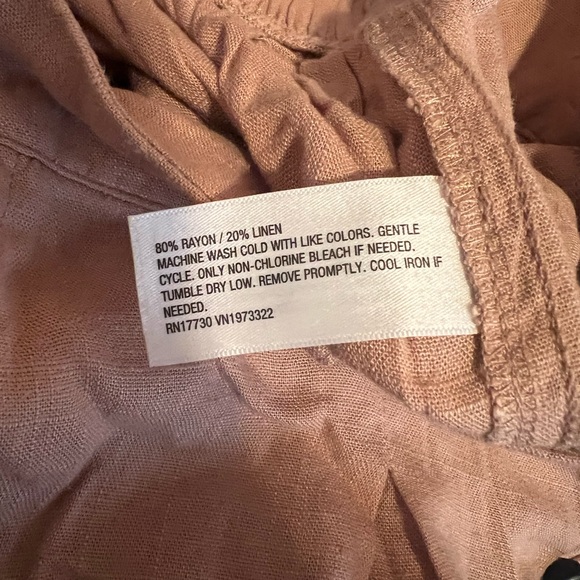 80% RAYON / 20% LINEN
MACHINE WASH COLD WITH LIKE COLORS. GENTLE
CYCLE. ONLY NON-CHLORINE BLEACH IF NEEDED.
TUMBLE DRY LOW. REMOVE PROMPTLY. COOL IRON IF
NEEDED.
RN17730 VN1973322